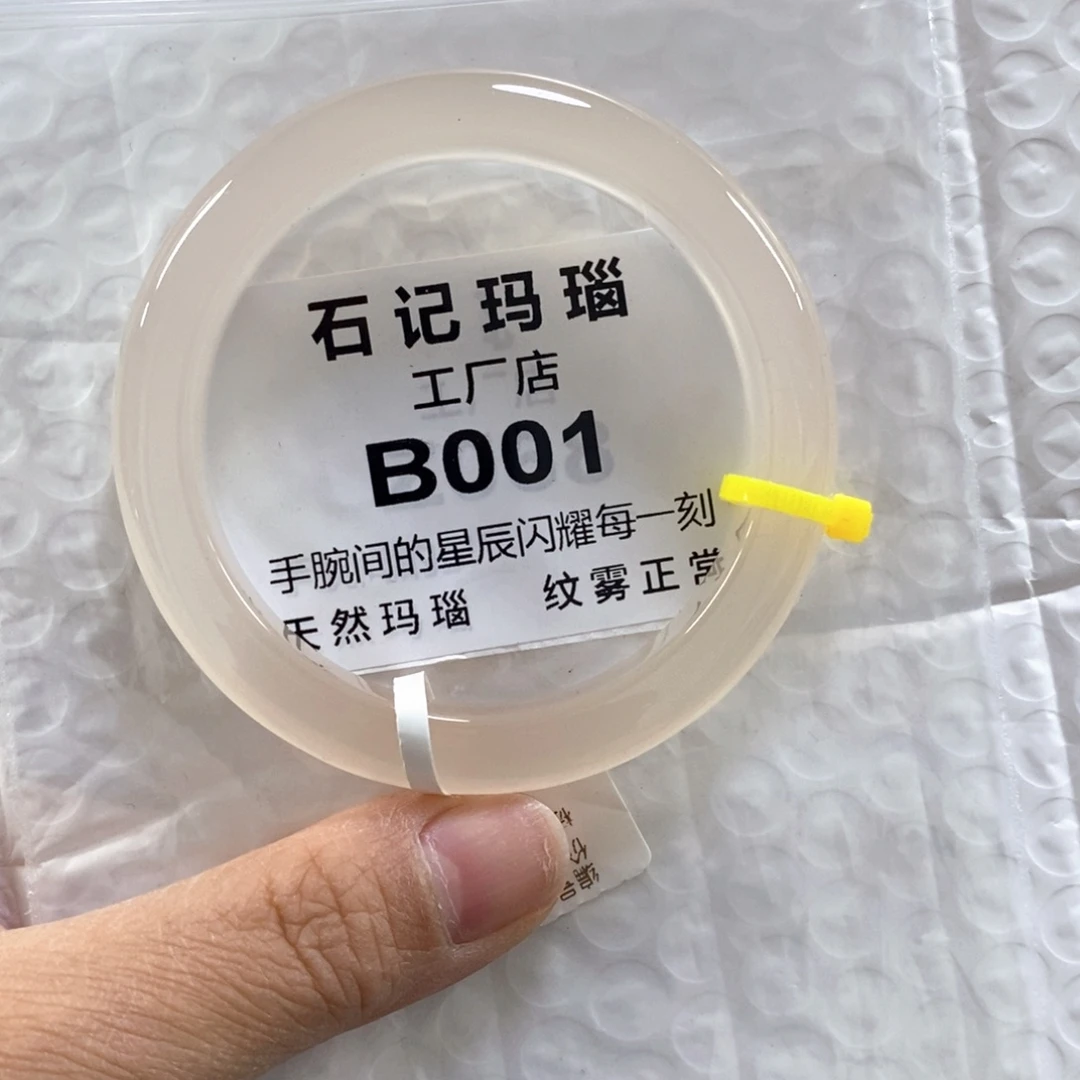 石记玛瑙
工厂店
B001
手腕间的星辰闪耀每一刻
天然玛瑙 纹雾正常